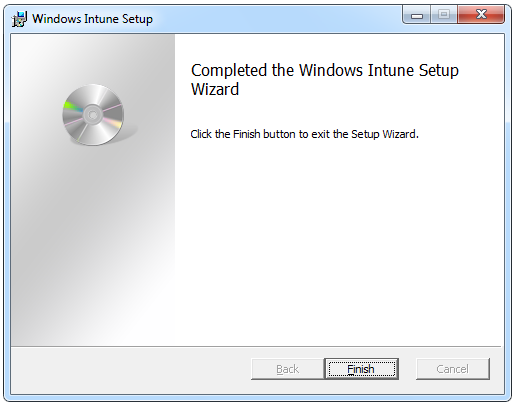 Windows Intune Setup
Completed the Windows Intune Setup
Wizard
Click the Finish button to exit the Setup Wizard.
Back
Finish
Cancel